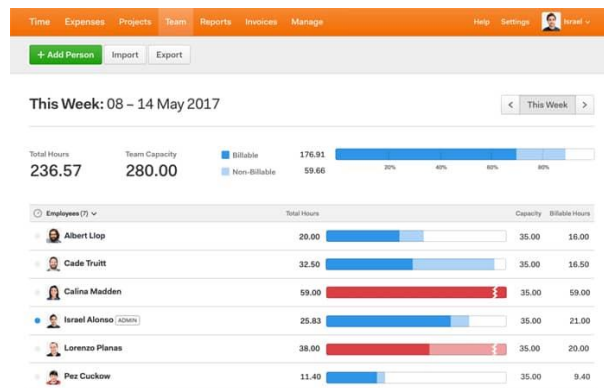 Time Expenses Projects Team Reports Invoices Manage Help Settings Israel
+ Add Person Import Export
This Week: 08 – 14 May 2017 < This Week >
Total Hours Team Capacity Billable 176.91
236.57 280.00 Non-Billable 59.66
20% 40% 60% 80%
Employees (7) Total Hours Capacity Billable Hours
Albert Llop 20.00 35.00 16.00
Cade Truitt 32.50 35.00 16.50
Calina Madden 59.00 35.00 59.00
Israel Alonso ADMIN 25.83 35.00 21.00
Lorenzo Planas 38.00 35.00 20.00
Pez Cuckow 11.40 35.00 9.40